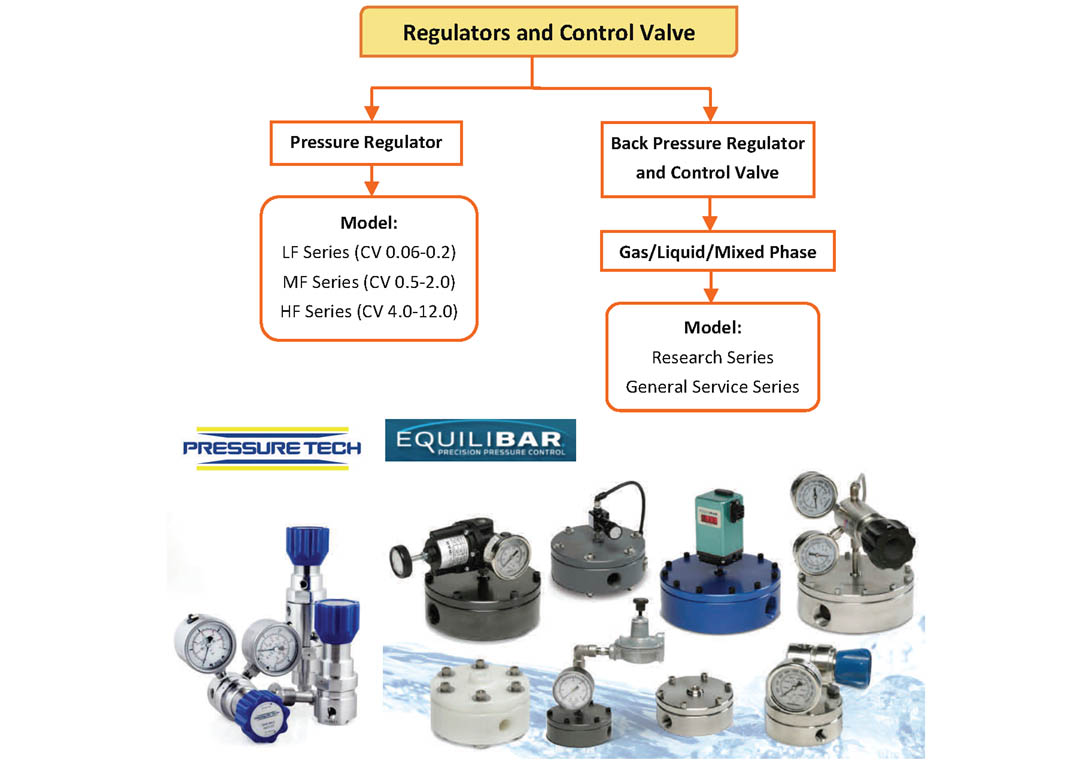 Regulators and Control Valve
Pressure Regulator
Model:
LF Series (CV 0.06-0.2)
MF Series (CV 0.5-2.0)
HF Series (CV 4.0-12.0)
Back Pressure Regulator
and Control Valve
Gas/Liquid/Mixed Phase
Model:
Research Series
General Service Series
PRESSURE TECH
EQUILIBAR
PRECISION PRESSURE CONTROL
PRESSURE TECH